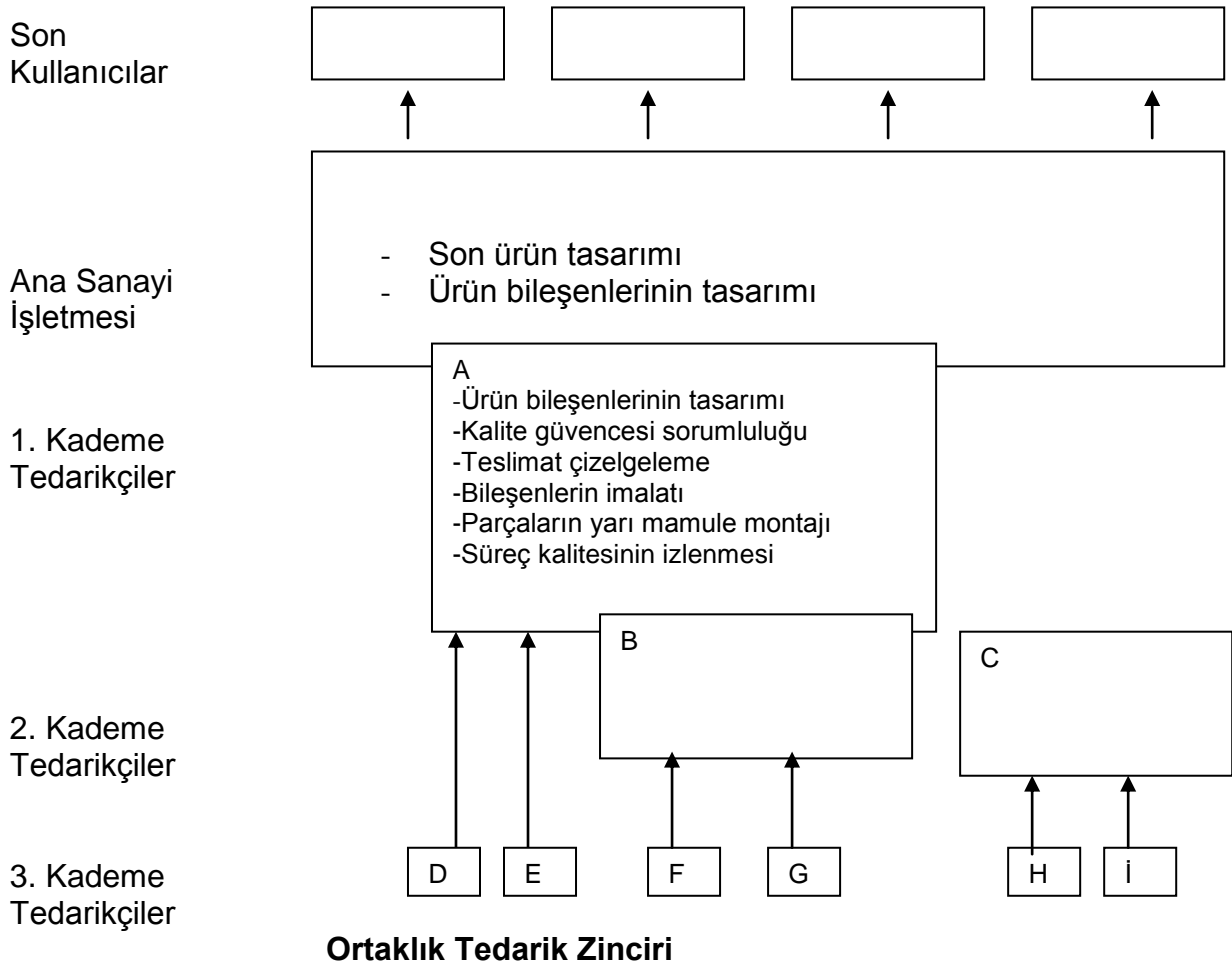 Son
Kullanıcılar
Ana Sanayi
İşletmesi
- Son ürün tasarımı
- Ürün bileşenlerinin tasarımı
1. Kademe
Tedarikçiler
A
-Ürün bileşenlerinin tasarımı
-Kalite güvencesi sorumluluğu
-Teslimat çizelgeleme
-Bileşenlerin imalatı
-Parçaların yarı mamule montajı
-Süreç kalitesinin izlenmesi
2. Kademe
Tedarikçiler
B
C
3. Kademe
Tedarikçiler
D
E
F
G
H
İ
Ortaklık Tedarik Zinciri